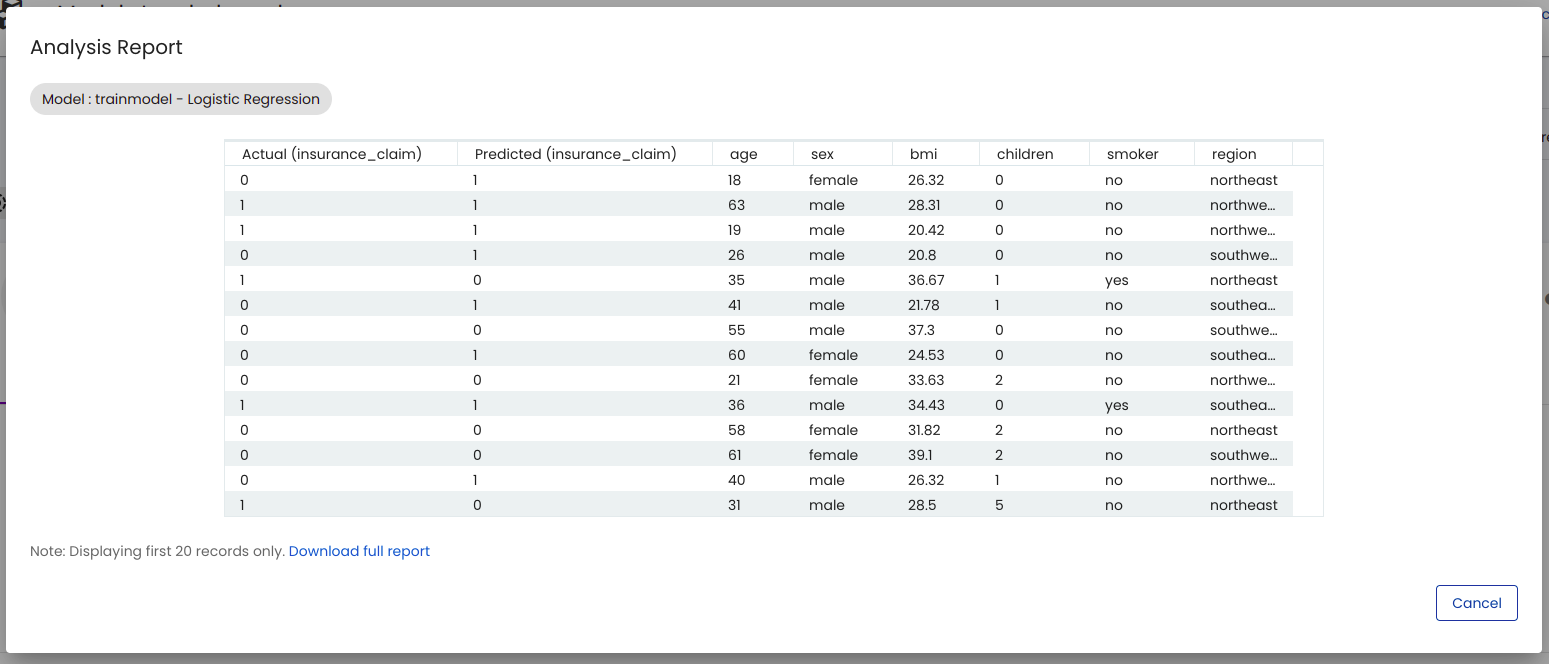 Analysis Report
Model : trainmodel - Logistic Regression
Actual (insurance_claim) Predicted (insurance_claim) age sex bmi children smoker region
0 1 18 female 26.32 0 no northeast
1 1 63 male 28.31 0 no northwe...
1 1 19 male 20.42 0 no northwe...
0 1 26 male 20.8 0 no southwe...
1 0 35 male 36.67 1 yes northeast
0 1 41 male 21.78 1 no southea...
0 0 55 male 37.3 0 no southwe...
0 1 60 female 24.53 0 no southea...
0 0 21 female 33.63 2 no northwe...
1 1 36 male 34.43 0 yes southea...
0 0 58 female 31.82 2 no northeast
0 0 61 female 39.1 2 no southwe...
0 1 40 male 26.32 1 no northwe...
1 0 31 male 28.5 5 no northeast
Note: Displaying first 20 records only. Download full report
Cancel